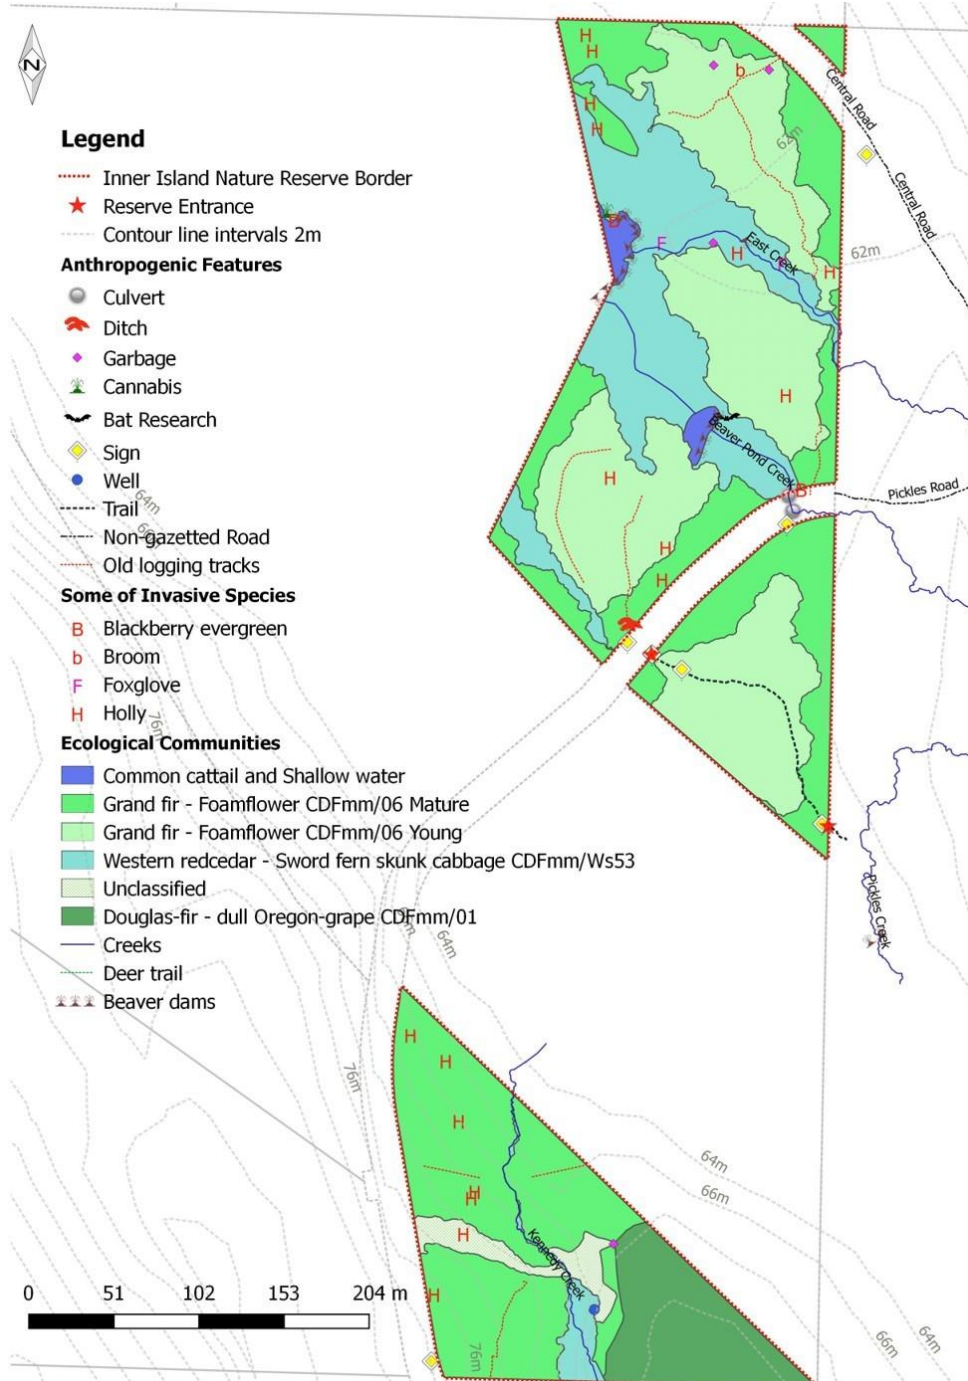 N
Legend
Inner Island Nature Reserve Border
Reserve Entrance
Contour line intervals 2m
Anthropogenic Features
Culvert
Ditch
Garbage
Cannabis
Bat Research
Sign
Well
Trail
Non-gazetted Road
Old logging tracks
Some of Invasive Species
B Blackberry evergreen
b Broom
F Foxglove
H Holly
Ecological Communities
Common cattail and Shallow water
Grand fir - Foamflower CDFmm/06 Mature
Grand fir - Foamflower CDFmm/06 Young
Western redcedar - Sword fern skunk cabbage CDFmm/Ws53
Unclassified
Douglas-fir - dull Oregon-grape CDFmm/01
Creeks
Deer trail
Beaver dams
0 51 102 153 204 m
H
H
b
H
H
Central Road
Central Road
62m
62m
B
F
H
East Creek
F
H
H
Beaver Pond Creek
B
Pickles Road
H
H
H
64m
76m
Pickles Creek
64m
H
H
76m
H
64m
66m
H
H
H
Kennedy Creek
H
76m
66m
64m